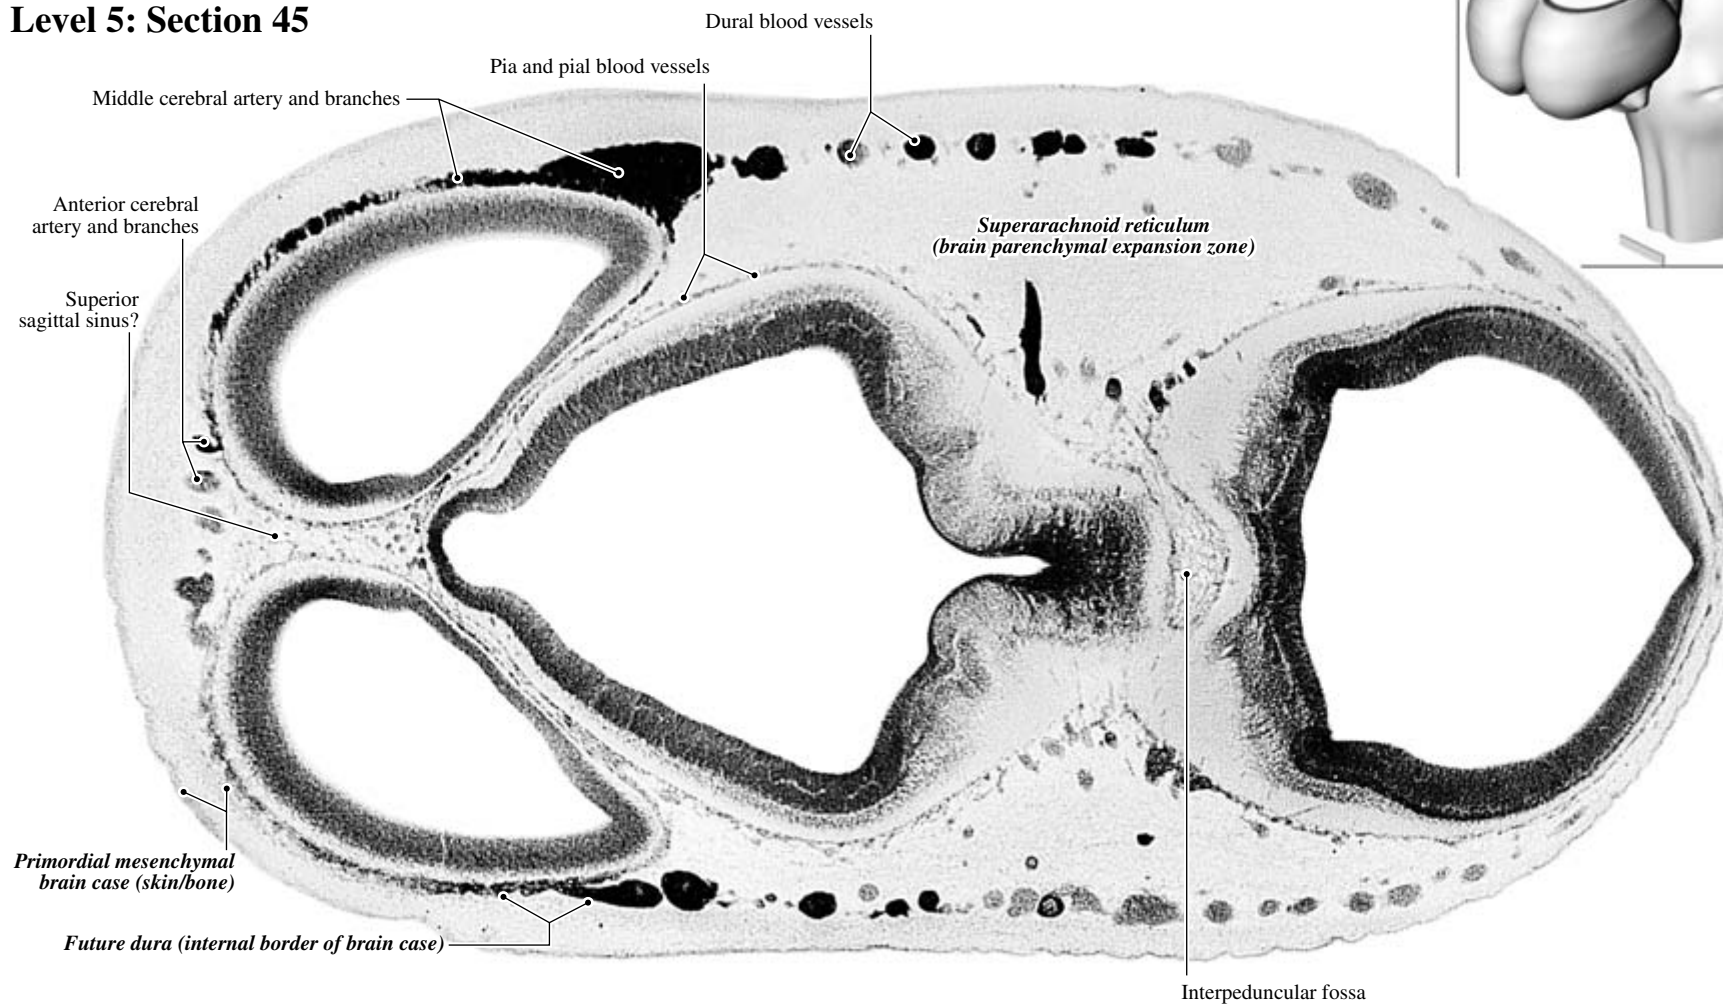 Level 5: Section 45
Dural blood vessels
Pia and pial blood vessels
Middle cerebral artery and branches
Anterior cerebral
artery and branches
Superarachnoid reticulum
(brain parenchymal expansion zone)
Superior
sagittal sinus?
Primordial mesenchymal
brain case (skin/bone)
Future dura (internal border of brain case)
Interpeduncular fossa